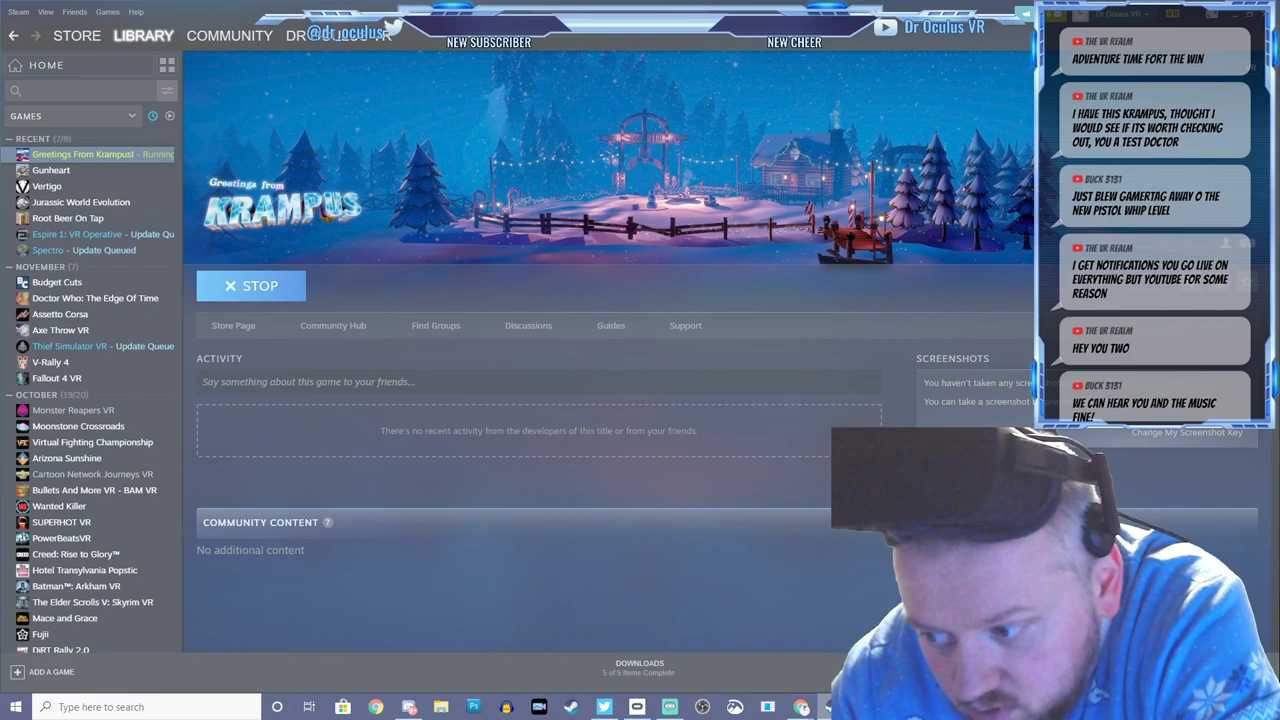 Steam View Friends Games Help
STORE LIBRARY COMMUNITY DR OCULUS VR
@dr_oculus
NEW SUBSCRIBER
NEW CHEER
Dr Oculus VR
Dr Oculus VR
VR
HOME
GAMES
RECENT (7/8)
Greetings From Krampus! - Running
Gunheart
Vertigo
Jurassic World Evolution
Root Beer On Tap
Espire 1: VR Operative - Update Qu
Spectro - Update Queued
NOVEMBER (7)
Budget Cuts
Doctor Who: The Edge Of Time
Assetto Corsa
Axe Throw VR
Thief Simulator VR - Update Queue
V-Rally 4
Fallout 4 VR
OCTOBER (19/20)
Monster Reapers VR
Moonstone Crossroads
Virtual Fighting Championship
Arizona Sunshine
Cartoon Network Journeys VR
Bullets And More VR - BAM VR
Wanted Killer
SUPERHOT VR
PowerBeatsVR
Creed: Rise to Glory™
Hotel Transylvania Popstic
Batman™: Arkham VR
The Elder Scrolls V: Skyrim VR
Mace and Grace
Fujii
DiRT Rally 2.0
ADD A GAME
Greetings from
KRAMPUS
STOP
Store Page Community Hub Find Groups Discussions Guides Support
ACTIVITY
Say something about this game to your friends...
There's no recent activity from the developers of this title or from your friends.
SCREENSHOTS
You haven't taken any scree
You can take a screenshot
Change My Screenshot Key
COMMUNITY CONTENT ?
No additional content
DOWNLOADS
5 of 5 Items Complete
THE VR REALM
ADVENTURE TIME FORT THE WIN
THE VR REALM
I HAVE THIS KRAMPUS, THOUGHT I
WOULD SEE IF ITS WORTH CHECKING
OUT, YOU A TEST DOCTOR
BUCK 3131
JUST BLEW GAMERTAG AWAY O THE
NEW PISTOL WHIP LEVEL
THE VR REALM
I GET NOTIFICATIONS YOU GO LIVE ON
EVERYTHING BUT YOUTUBE FOR SOME
REASON
THE VR REALM
HEY YOU TWO
BUCK 3131
WE CAN HEAR YOU AND THE MUSIC
FINE!
Type here to search